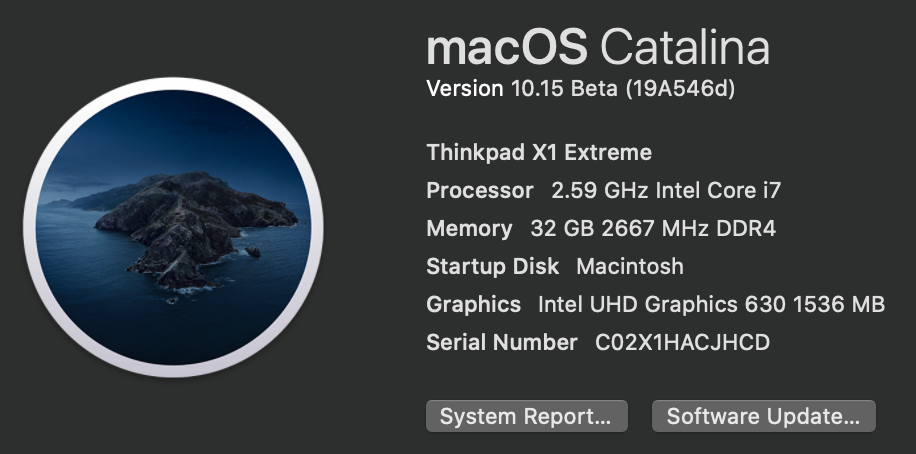 macOS Catalina
Version 10.15 Beta (19A546d)
Thinkpad X1 Extreme
Processor 2.59 GHz Intel Core i7
Memory 32 GB 2667 MHz DDR4
Startup Disk Macintosh
Graphics Intel UHD Graphics 630 1536 MB
Serial Number C02X1HACJHCD
System Report...
Software Update...